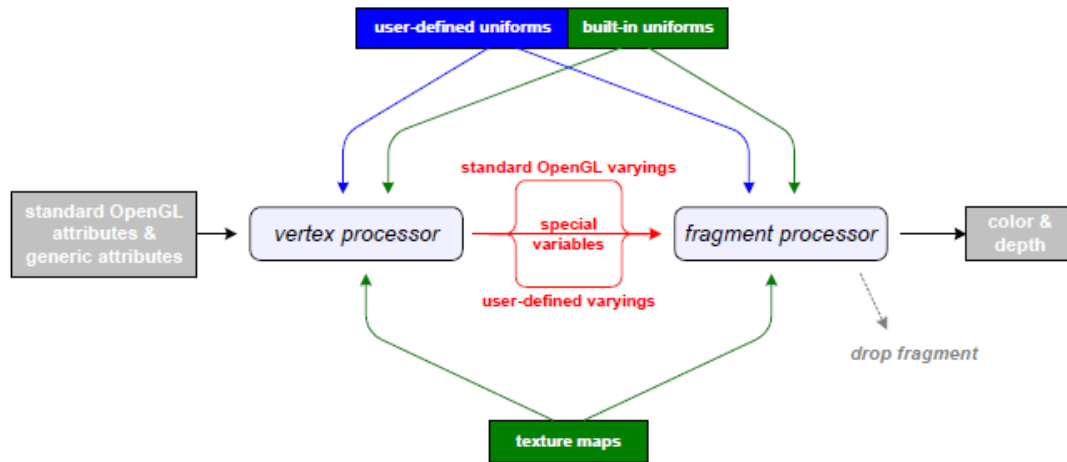 user-defined uniforms
built-in uniforms
standard OpenGL varyings
standard OpenGL
attributes &
generic attributes
vertex processor
special
variables
fragment processor
color &
depth
user-defined varyings
drop fragment
texture maps